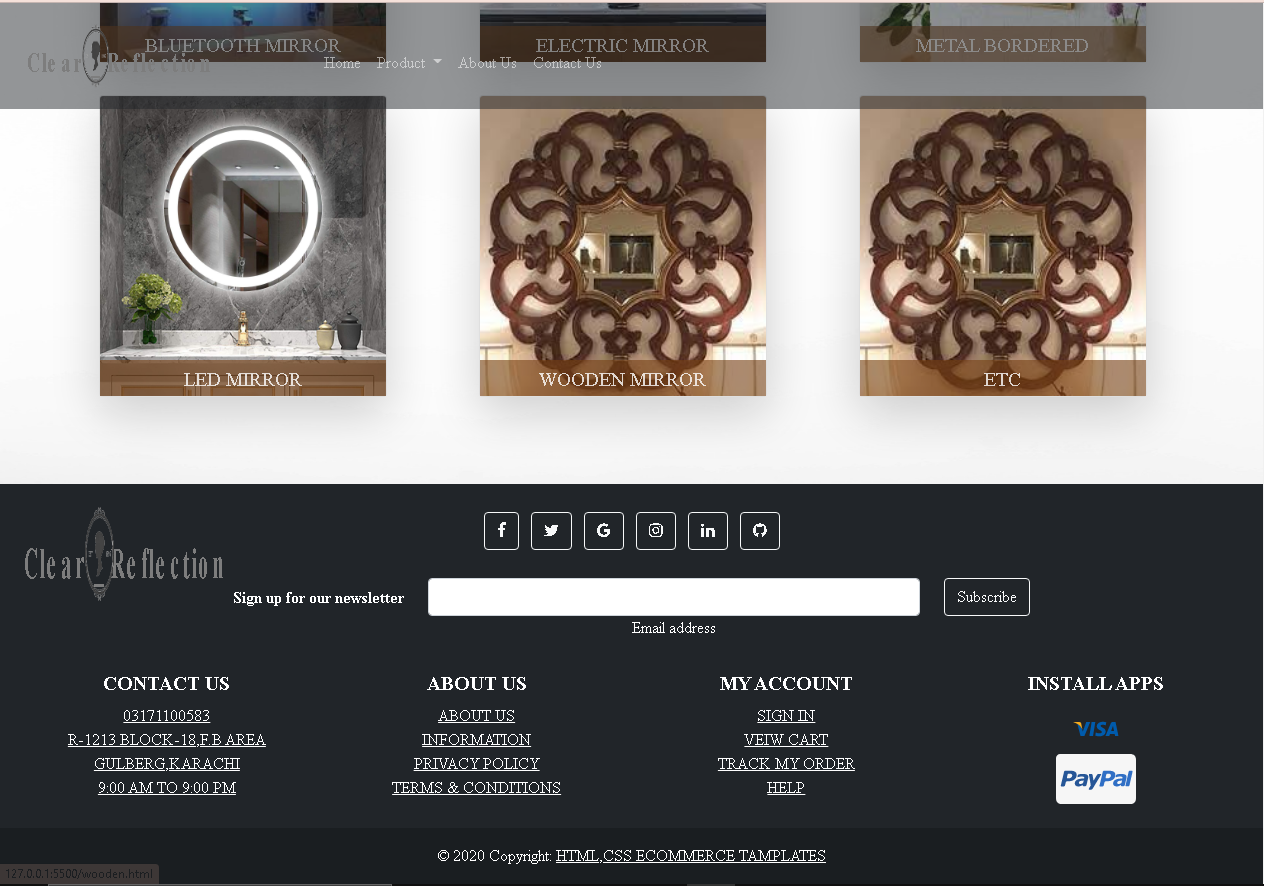 BLUETOOTH MIRROR
ELECTRIC MIRROR
METAL BORDERED
Clear Reflection
Home Product About Us Contact Us
LED MIRROR
WOODEN MIRROR
ETC
Clear Reflection
Sign up for our newsletter
Subscribe
Email address
CONTACT US
03171100583
R-1213 BLOCK-18,F.B AREA
GULBERG,KARACHI
9:00 AM TO 9:00 PM
ABOUT US
ABOUT US
INFORMATION
PRIVACY POLICY
TERMS & CONDITIONS
MY ACCOUNT
SIGN IN
VEIW CART
TRACK MY ORDER
HELP
INSTALL APPS
VISA
PayPal
© 2020 Copyright: HTML,CSS ECOMMERCE TAMPLATES
127.0.0.1:5500/wooden.html